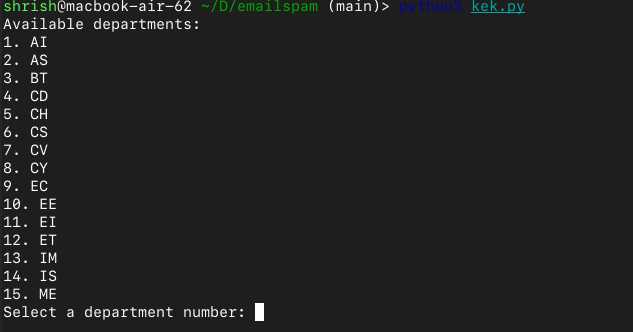 shrish@macbook-air-62 ~/D/emailspam (main)> python3 kek.py
Available departments:
1. AI
2. AS
3. BT
4. CD
5. CH
6. CS
7. CV
8. CY
9. EC
10. EE
11. EI
12. ET
13. IM
14. IS
15. ME
Select a department number: